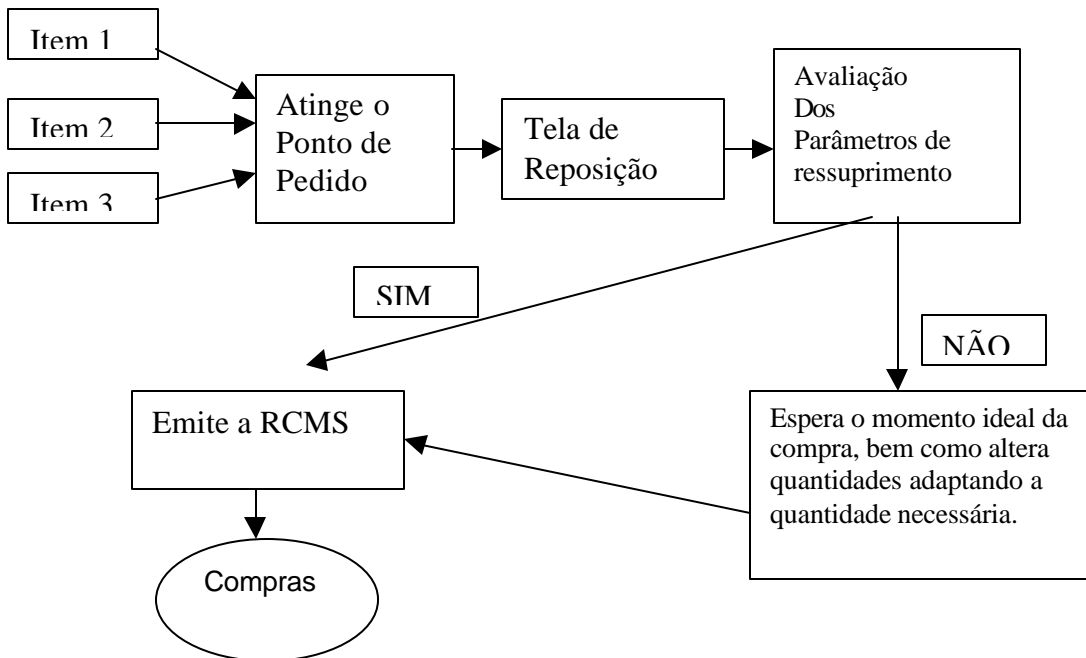 Item 1
Item 2
Item 3
Atinge o
Ponto de
Pedido
Tela de
Reposição
Avaliação
Dos
Parâmetros de
ressuprimento
SIM
NÃO
Emite a RCMS
Espera o momento ideal da
compra, bem como altera
quantidades adaptando a
quantidade necessária.
Compras